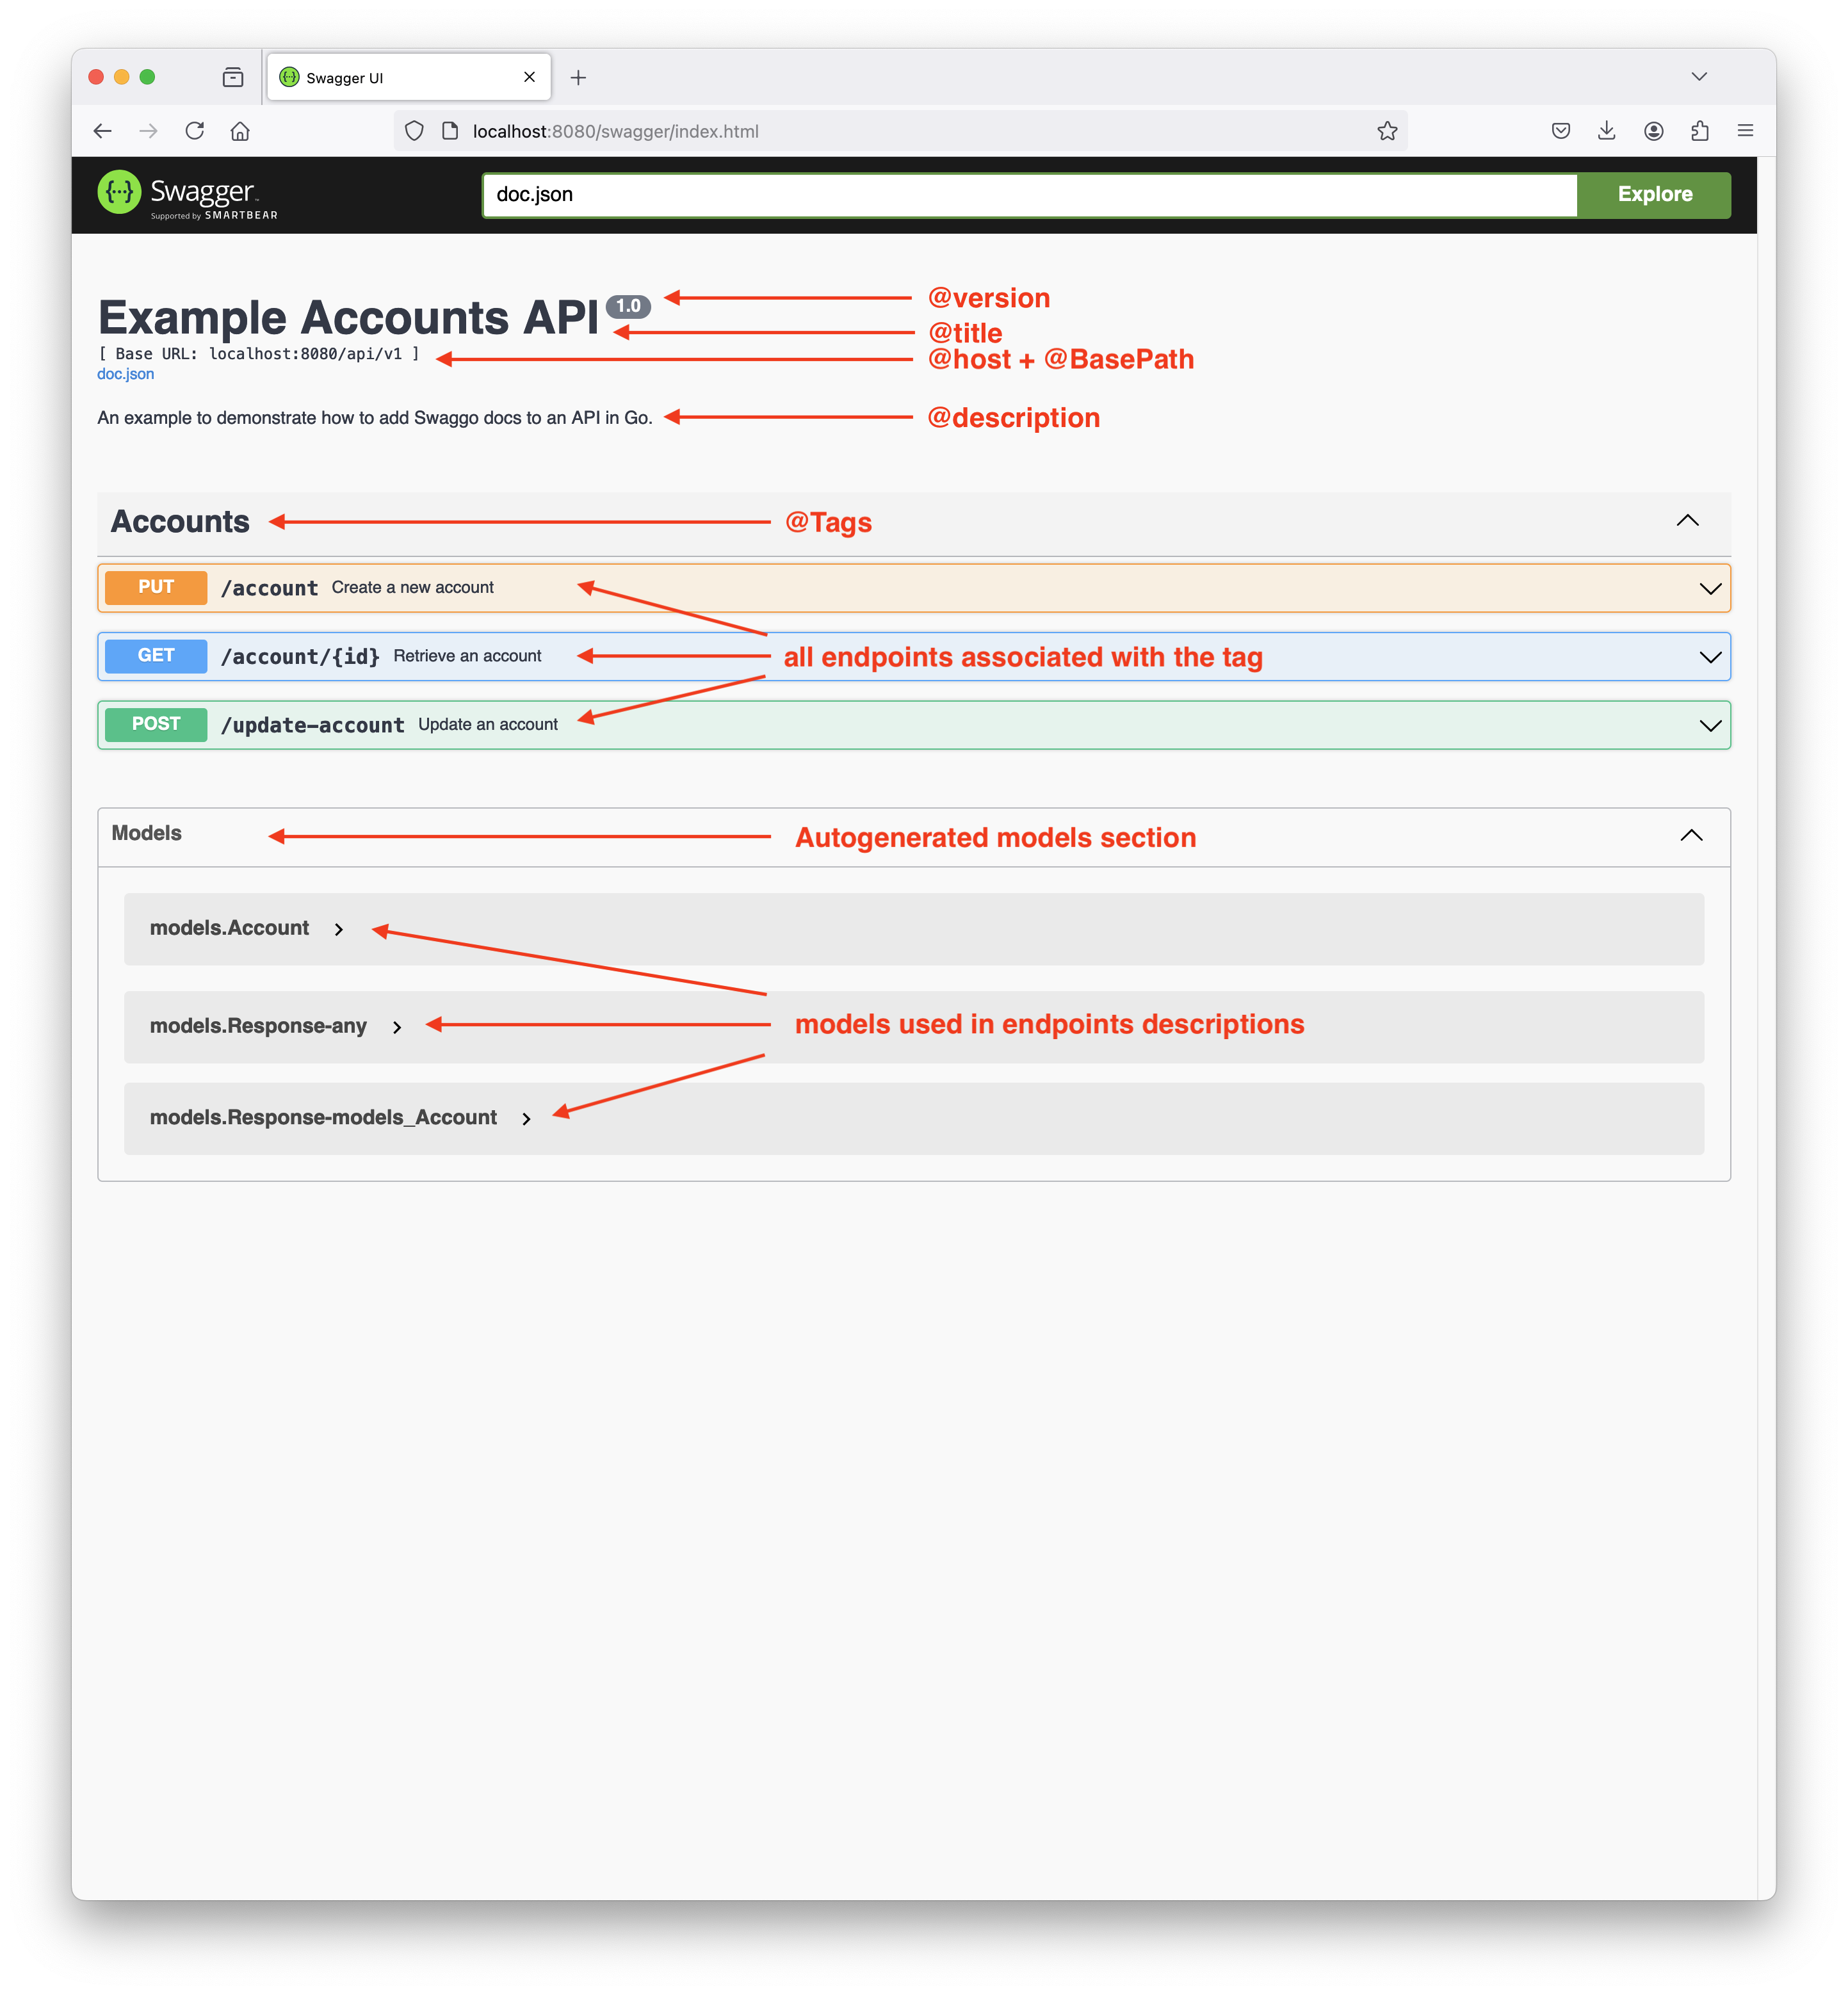 Swagger UI
localhost:8080/swagger/index.html
Swagger™
Supported by SMARTBEAR
doc.json
Explore
Example Accounts API 1.0
@version
@title
[ Base URL: localhost:8080/api/v1 ]
@host + @BasePath
doc.json
An example to demonstrate how to add Swaggo docs to an API in Go.
@description
Accounts
@Tags
PUT /account Create a new account
GET /account/{id} Retrieve an account
all endpoints associated with the tag
POST /update-account Update an account
Models
Autogenerated models section
models.Account
models.Response-any
models used in endpoints descriptions
models.Response-models_Account